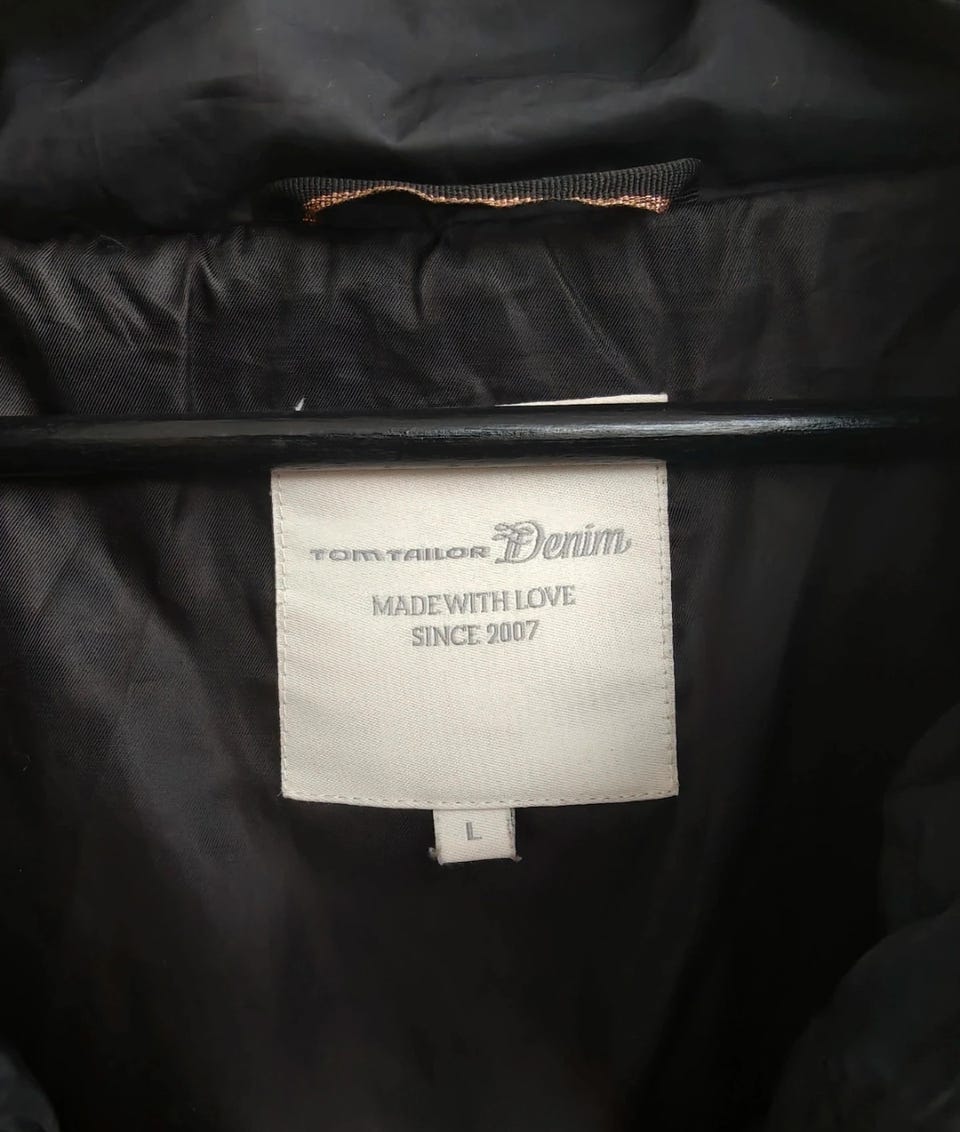 TOM TAILOR Denim
MADE WITH LOVE
SINCE 2007
L